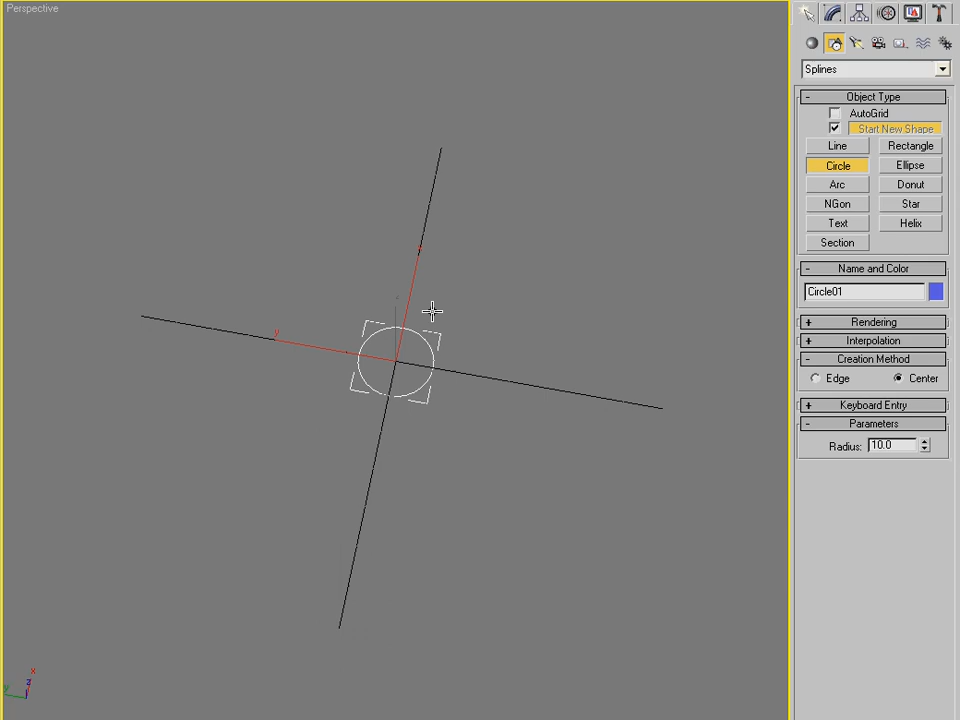 Perspective
Splines
- Object Type
AutoGrid
Start New Shape
Line Rectangle
Circle Ellipse
Arc Donut
NGon Star
Text Helix
Section
- Name and Color
Circle01
+ Rendering
+ Interpolation
- Creation Method
Edge Center
+ Keyboard Entry
- Parameters
Radius: 10.0
y
x
z
y